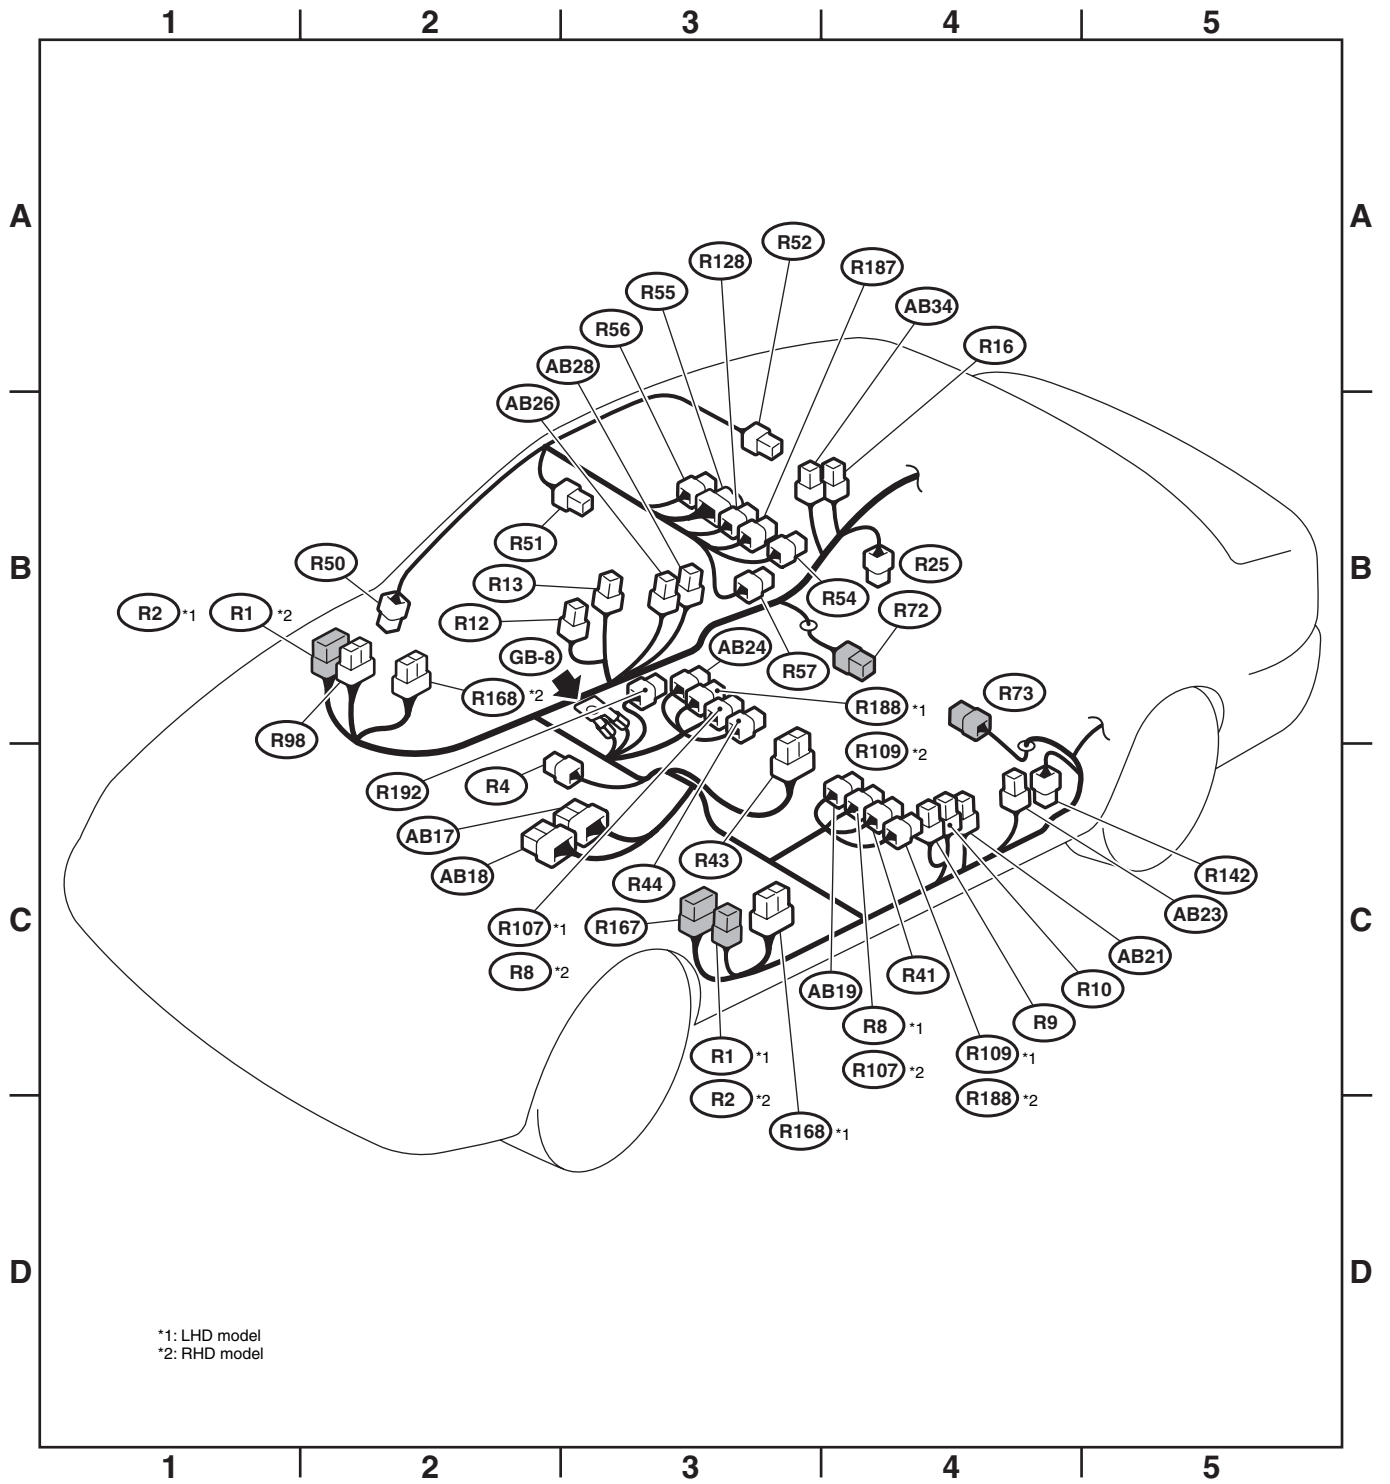 1 2 3 4 5
A A
R52
R128
R187
R55
AB34
R56
R16
AB28
AB26
R51
R50
B R25 B
R13
R54
R2 *1 R1 *2
R72
R12
AB24
GB-8
R57
R168 *2
R73
R188 *1
R98
R109 *2
R4
R192
AB17
R43
AB18
R142
R44
AB23
C C
R107 *1
R167
AB21
R8 *2
R41
AB19
R10
R9
R8 *1
R1 *1
R109 *1
R107 *2
R2 *2
R188 *2
R168 *1
D D
*1: LHD model
*2: RHD model
1 2 3 4 5